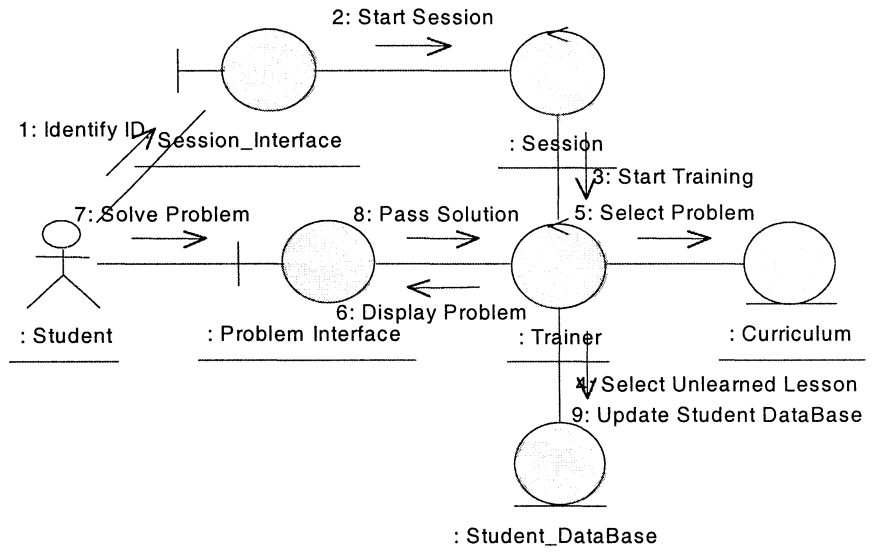 2: Start Session
1: Identify ID
: Session_Interface
: Session
3: Start Training
7: Solve Problem
8: Pass Solution
5: Select Problem
6: Display Problem
: Student
: Problem Interface
: Trainer
: Curriculum
4: Select Unlearned Lesson
9: Update Student DataBase
: Student_DataBase